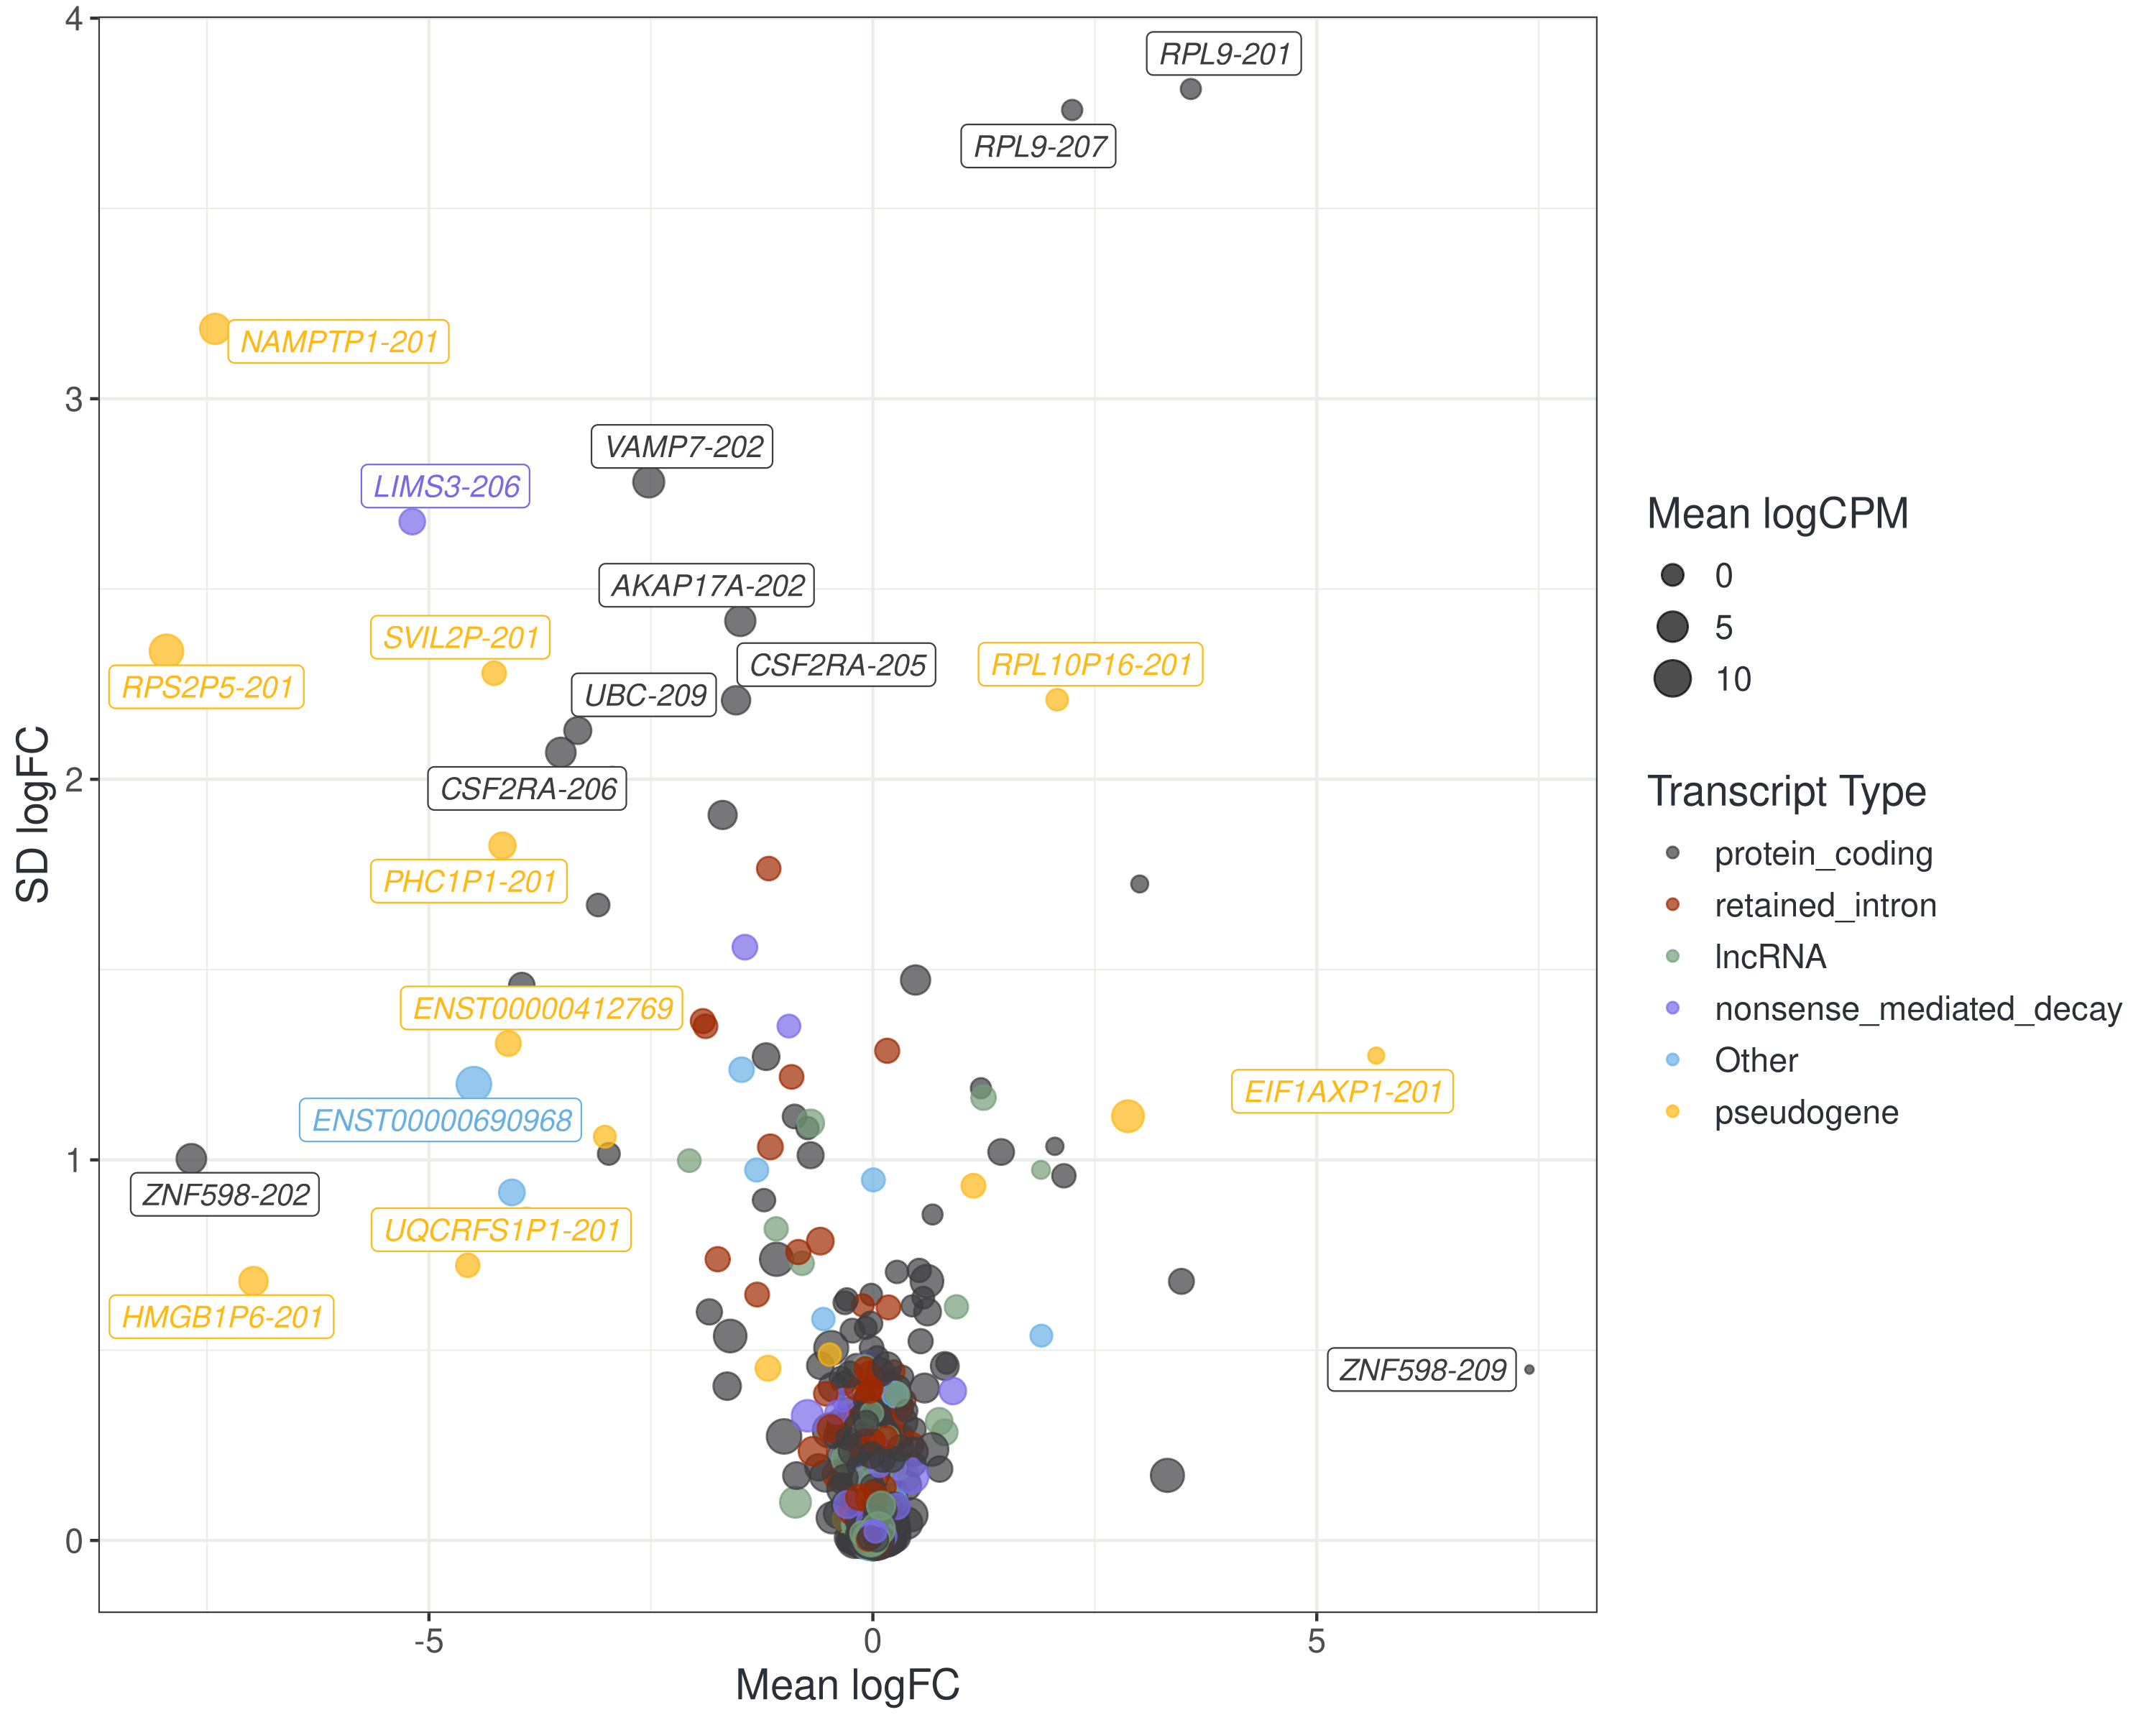 4
RPL9-201
RPL9-207
NAMPTP1-201
3
VAMP7-202
LIMS3-206
Mean logCPM
0
5
10
AKAP17A-202
SVIL2P-201
CSF2RA-205
RPL10P16-201
RPS2P5-201
UBC-209
2
CSF2RA-206
SD logFC
Transcript Type
protein_coding
retained_intron
lncRNA
nonsense_mediated_decay
Other
pseudogene
PHC1P1-201
ENST00000412769
EIF1AXP1-201
ENST00000690968
1
ZNF598-202
UQCRFS1P1-201
HMGB1P6-201
ZNF598-209
0
-5
0
5
Mean logFC